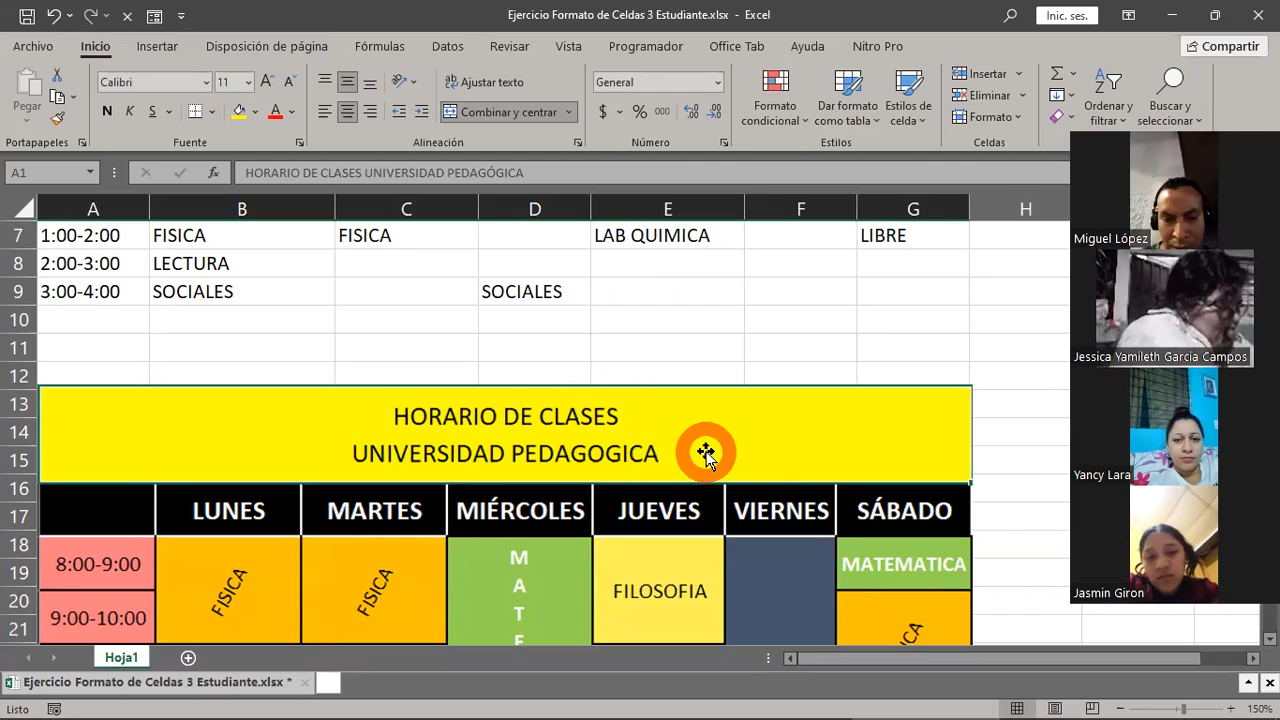 Ejercicio Formato de Celdas 3 Estudiante.xlsx - Excel
Inic. ses.
Archivo Inicio Insertar Disposición de página Fórmulas Datos Revisar Vista Programador Office Tab Ayuda Nitro Pro Compartir
Pegar
Calibri 11
N K S
Ajustar texto
Combinar y centrar
General
$ % 000
Formato condicional
Dar formato como tabla
Estilos de celda
Insertar
Eliminar
Formato
Ordenar y filtrar
Buscar y seleccionar
Portapapeles Fuente Alineación Número Estilos Celdas
A1 fx HORARIO DE CLASES UNIVERSIDAD PEDAGÓGICA
A B C D E F G H
7 1:00-2:00 FISICA FISICA LAB QUIMICA LIBRE
8 2:00-3:00 LECTURA
9 3:00-4:00 SOCIALES SOCIALES
10
11
12
13
14
15
16
17
18
19
20
21
HORARIO DE CLASES
UNIVERSIDAD PEDAGOGICA
LUNES MARTES MIÉRCOLES JUEVES VIERNES SÁBADO
8:00-9:00
9:00-10:00
FISICA
FISICA
M
A
T
E
FILOSOFIA
MATEMATICA
Miguel López
Jessica Yamileth Garcia Campos
Yancy Lara
Jasmin Giron
Hoja1
Ejercicio Formato de Celdas 3 Estudiante.xlsx *
Listo
150%